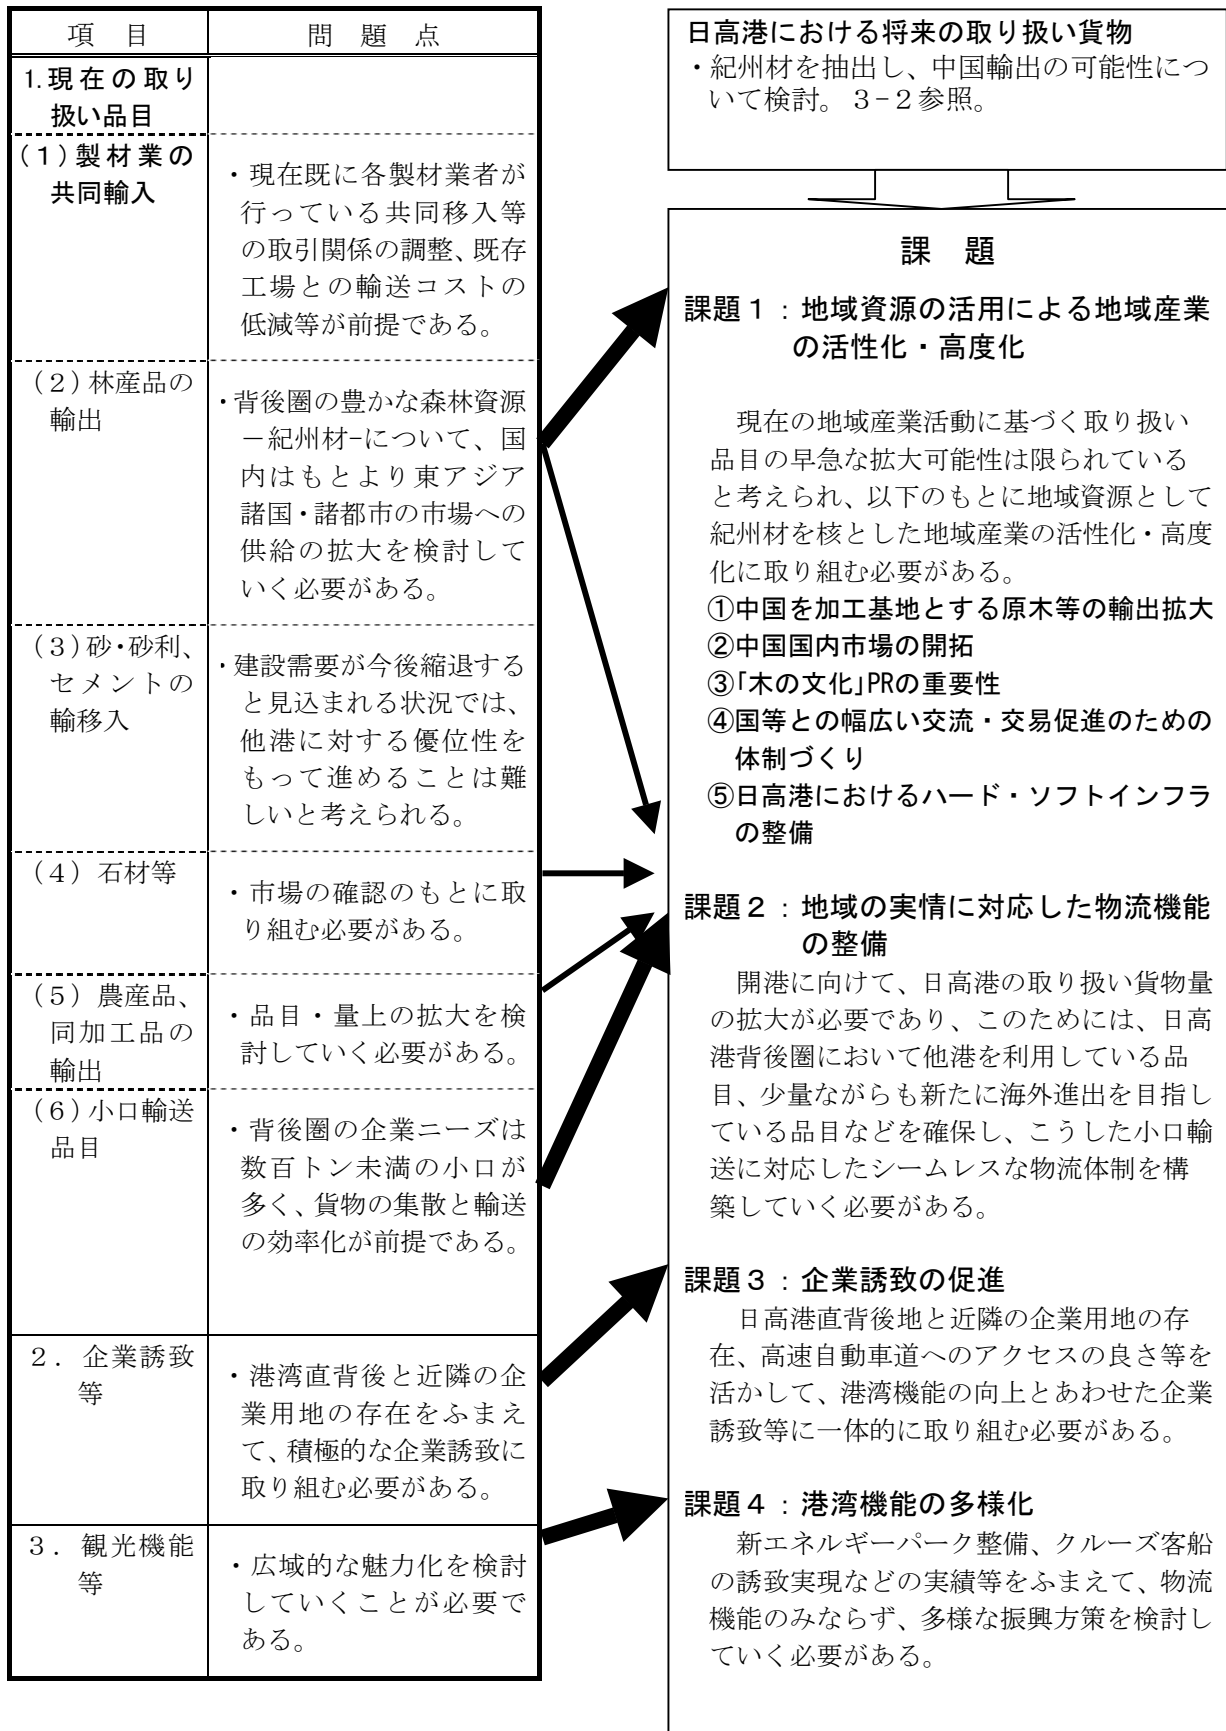 項　目
問　題　点
1.現在の取り
扱い品目
(１)製材業の
共同輸入
・現在既に各製材業者が
行っている共同移入等
の取引関係の調整、既存
工場との輸送コストの
低減等が前提である。
(２)林産品の
輸出
・背後圏の豊かな森林資源
－紀州材-について、国
内はもとより東アジア
諸国・諸都市の市場への
供給の拡大を検討して
いく必要がある。
(３)砂・砂利、
セメントの
輸移入
・建設需要が今後縮退する
と見込まれる状況では、
他港に対する優位性を
もって進めることは難
しいと考えられる。
(４) 石材等
・市場の確認のもとに取
り組む必要がある。
(５) 農産品、
同加工品の
輸出
・品目・量上の拡大を検
討していく必要がある。
(６)小口輸送
品目
・背後圏の企業ニーズは
数百トン未満の小口が
多く、貨物の集散と輸送
の効率化が前提である。
２．企業誘致
等
・港湾直背後と近隣の企
業用地の存在をふまえ
て、積極的な企業誘致に
取り組む必要がある。
３．観光機能
等
・広域的な魅力化を検討
していくことが必要で
ある。
日高港における将来の取り扱い貨物
・紀州材を抽出し、中国輸出の可能性につ
いて検討。３-２参照。
課　題
課題１：地域資源の活用による地域産業
の活性化・高度化
現在の地域産業活動に基づく取り扱い
品目の早急な拡大可能性は限られている
と考えられ、以下のもとに地域資源として
紀州材を核とした地域産業の活性化・高度
化に取り組む必要がある。
①中国を加工基地とする原木等の輸出拡大
②中国国内市場の開拓
③｢木の文化｣PRの重要性
④国等との幅広い交流・交易促進のための
体制づくり
⑤日高港におけるハード・ソフトインフラ
の整備
課題２：地域の実情に対応した物流機能
の整備
開港に向けて、日高港の取り扱い貨物量
の拡大が必要であり、このためには、日高
港背後圏において他港を利用している品
目、少量ながらも新たに海外進出を目指し
ている品目などを確保し、こうした小口輸
送に対応したシームレスな物流体制を構
築していく必要がある。
課題３：企業誘致の促進
日高港直背後地と近隣の企業用地の存
在、高速自動車道へのアクセスの良さ等を
活かして、港湾機能の向上とあわせた企業
誘致等に一体的に取り組む必要がある。
課題４：港湾機能の多様化
新エネルギーパーク整備、クルーズ客船
の誘致実現などの実績等をふまえて、物流
機能のみならず、多様な振興方策を検討し
ていく必要がある。